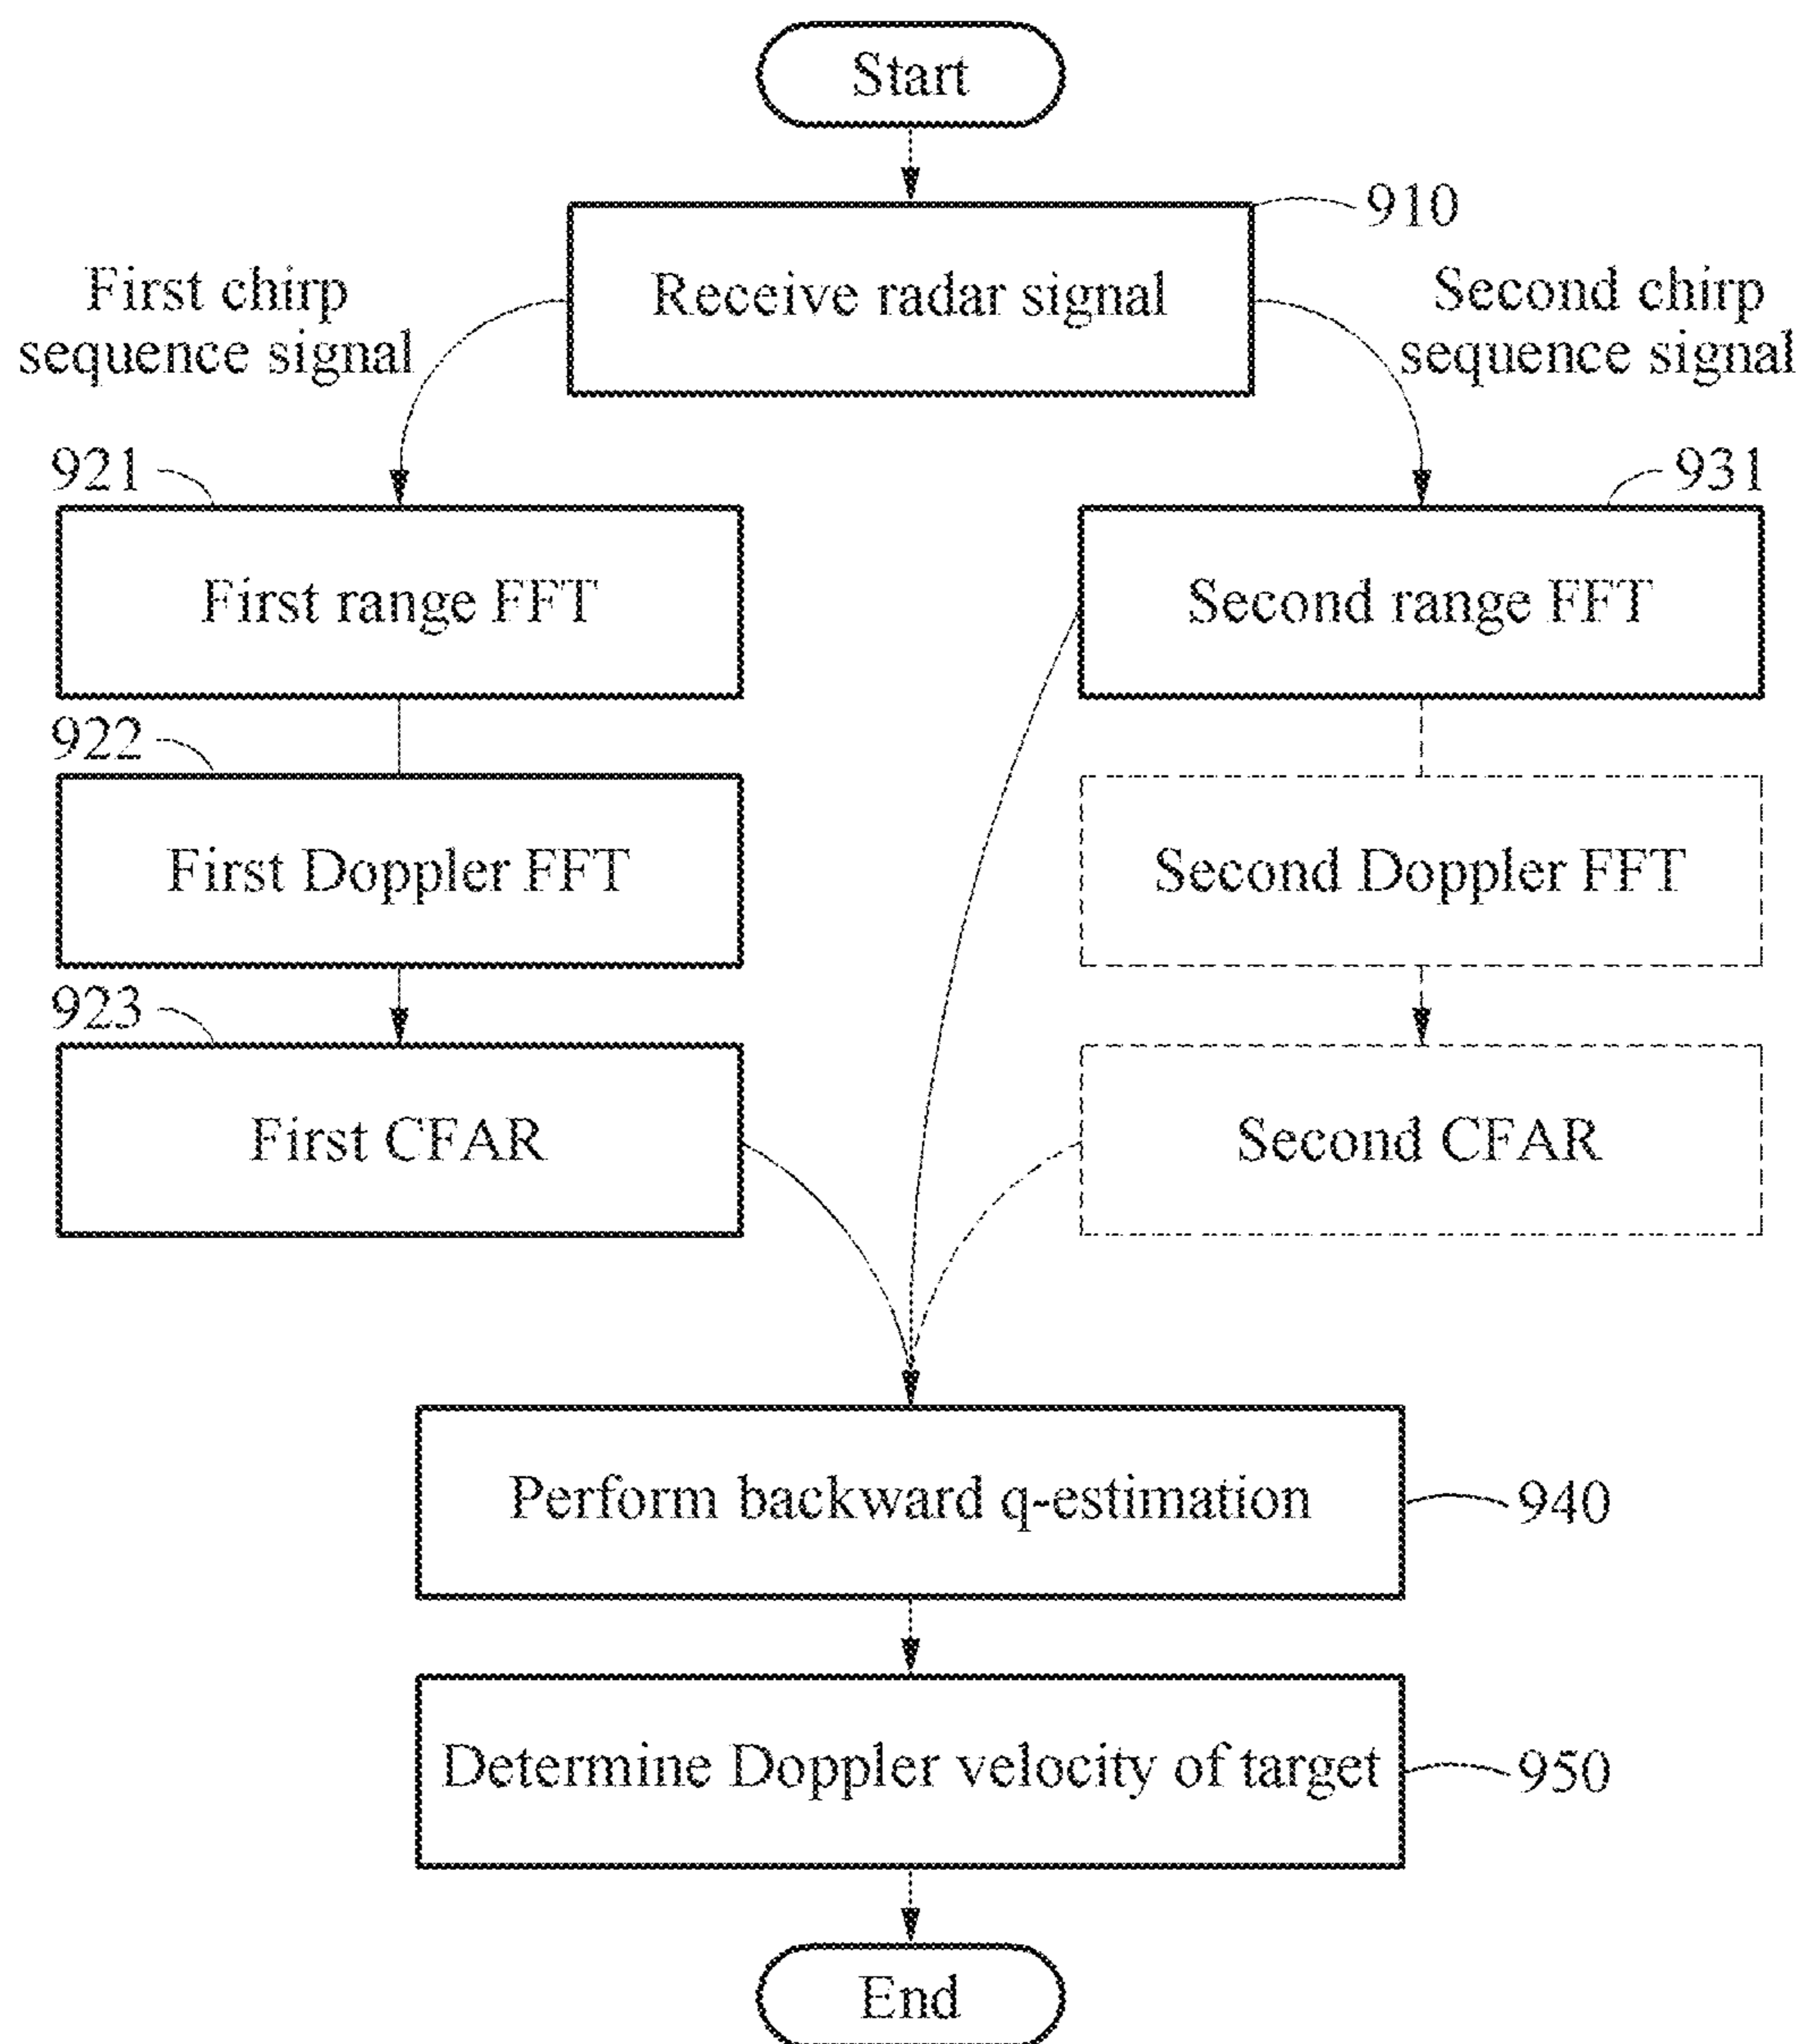 Start
910
Receive radar signal
First chirp
sequence signal
Second chirp
sequence signal
921
931
First range FFT
Second range FFT
922
First Doppler FFT
Second Doppler FFT
923
First CFAR
Second CFAR
Perform backward q-estimation
940
Determine Doppler velocity of target
950
End